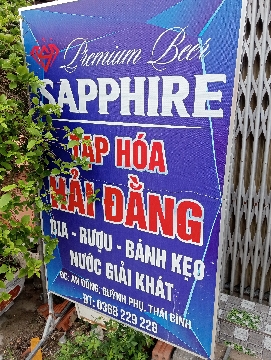 Premium Beer
SAPPHIRE
TẠP HÓA
HẢI ĐẰNG
BIA - RƯỢU - BÁNH KẸO
NƯỚC GIẢI KHÁT
ĐC: AN ĐỒNG, QUỲNH PHỤ, THÁI BÌNH
ĐT: 0368 229 228